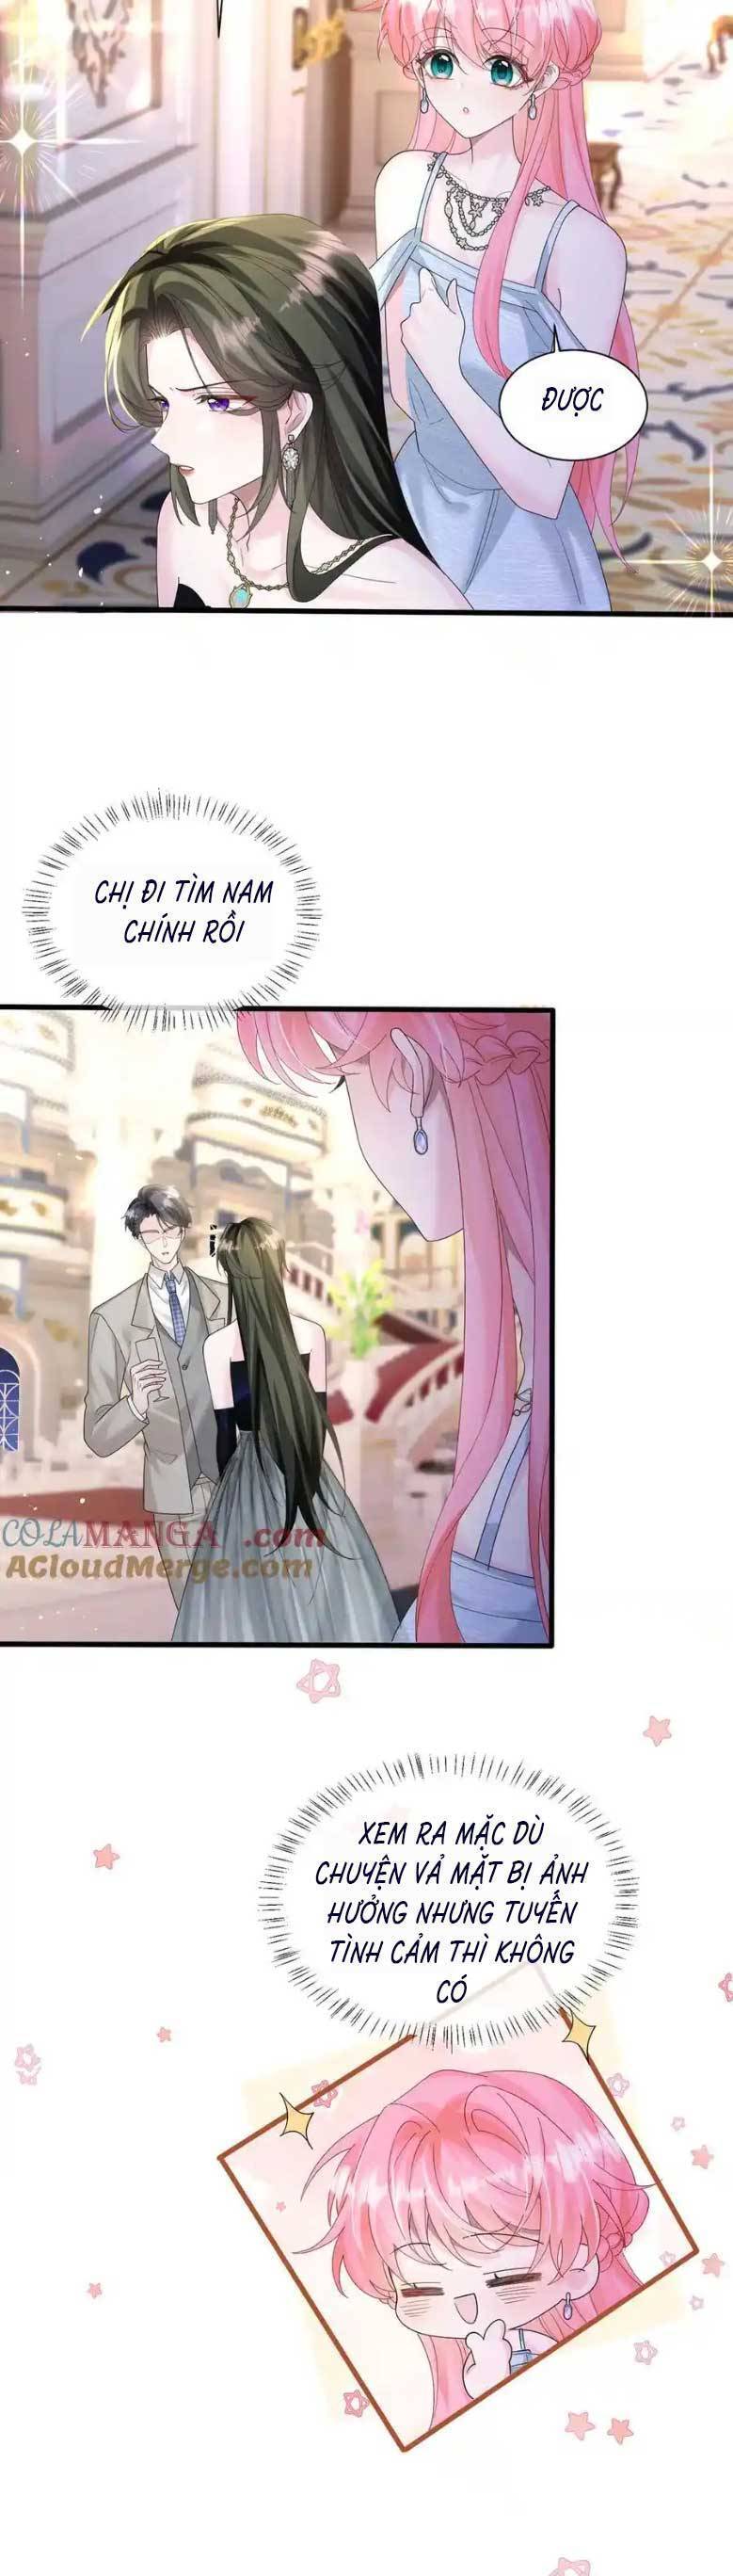 ĐƯỢC
CHỊ ĐI TÌM NAM
CHÍNH RỒI
COLAMANGA.com
ACloudMerge.com
XEM RA MẶC DÙ
CHUYỆN VẢ MẶT BỊ ẢNH
HƯỞNG NHƯNG TUYẾN
TÌNH CẢM THÌ KHÔNG
CÓ